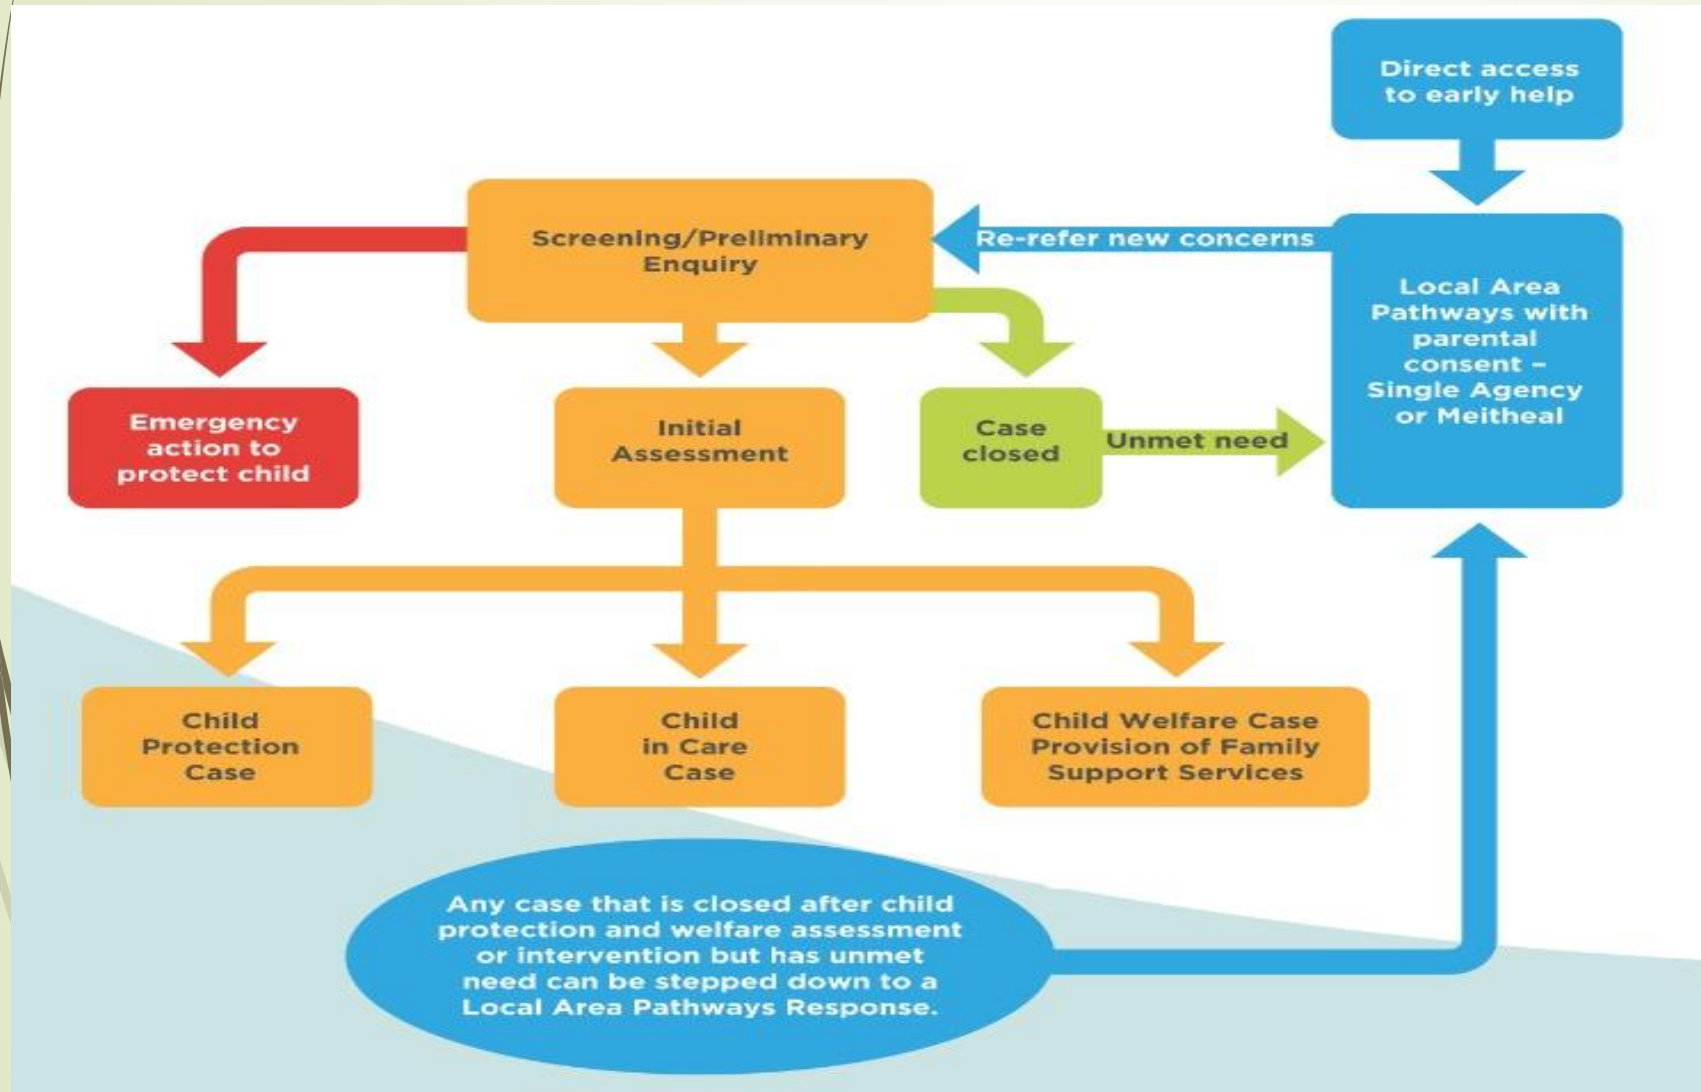 Direct access
to early help
Screening/Preliminary
Enquiry
Re-refer new concerns
Local Area
Pathways with
parental
consent –
Single Agency
or Meitheal
Emergency
action to
protect child
Initial
Assessment
Case
closed
Unmet need
Child
Protection
Case
Child
in Care
Case
Child Welfare Case
Provision of Family
Support Services
Any case that is closed after child
protection and welfare assessment
or intervention but has unmet
need can be stepped down to a
Local Area Pathways Response.